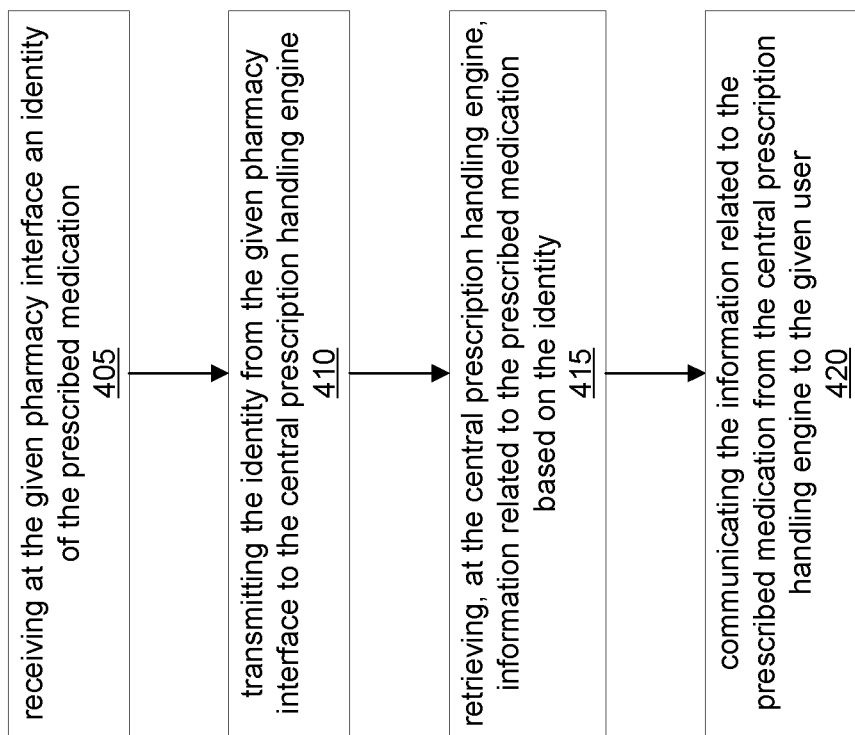 receiving at the given pharmacy interface an identity
of the prescribed medication
405
transmitting the identity from the given pharmacy
interface to the central prescription handling engine
410
retrieving, at the central prescription handling engine,
information related to the prescribed medication
based on the identity
415
communicating the information related to the
prescribed medication from the central prescription
handling engine to the given user
420